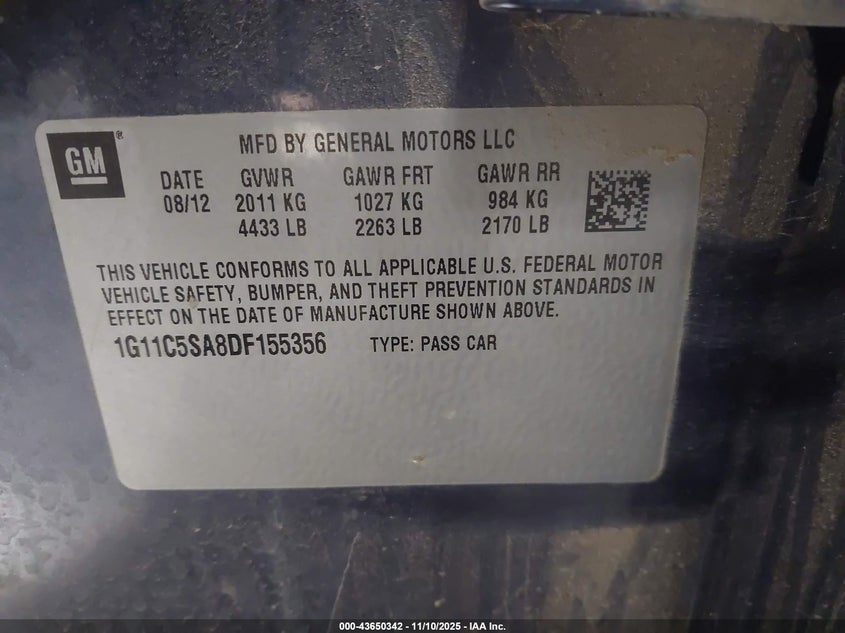 GM ®
MFD BY GENERAL MOTORS LLC
DATE GVWR GAWR FRT GAWR RR
08/12 2011 KG 1027 KG 984 KG
4433 LB 2263 LB 2170 LB
THIS VEHICLE CONFORMS TO ALL APPLICABLE U.S. FEDERAL MOTOR
VEHICLE SAFETY, BUMPER, AND THEFT PREVENTION STANDARDS IN
EFFECT ON THE DATE OF MANUFACTURE SHOWN ABOVE.
1G11C5SA8DF155356 TYPE: PASS CAR
000-43650342 - 11/10/2025 - IAA Inc.